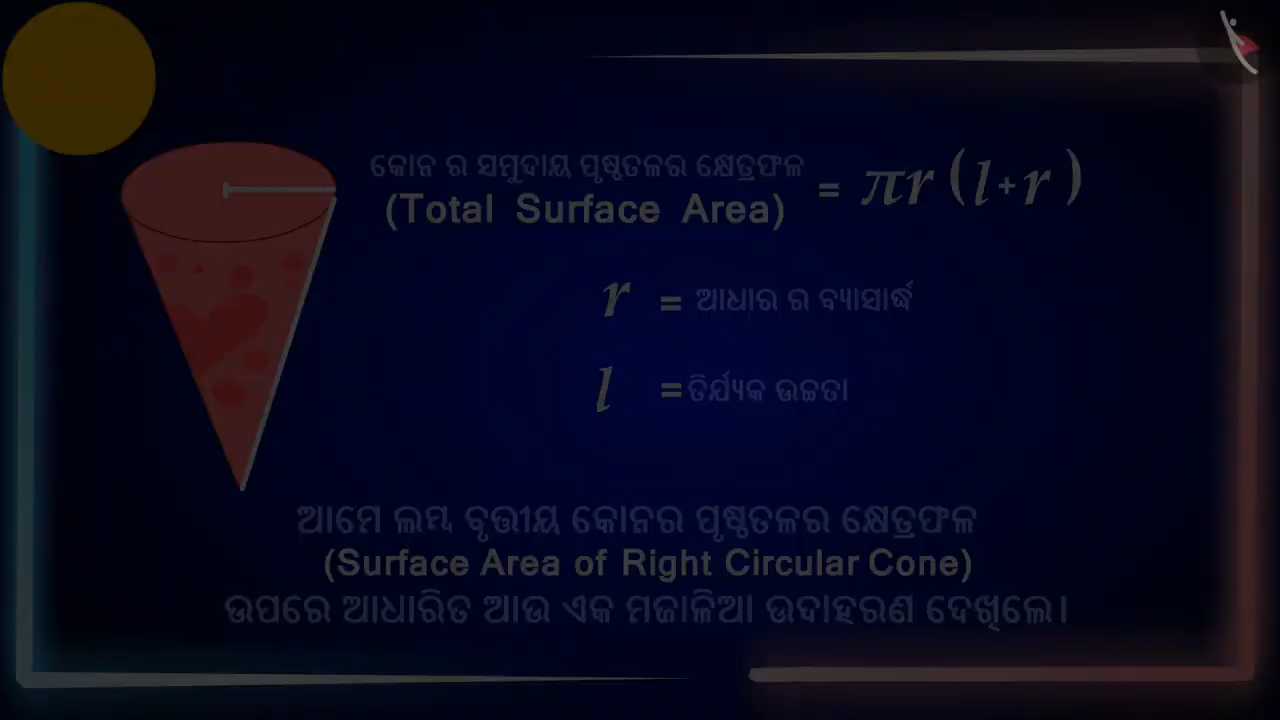 କୋନ ର ସମୁଦାୟ ପୃଷ୍ଠତଳର କ୍ଷେତ୍ରଫଳ
(Total Surface Area) = πr (l+r)
r = ଆଧାର ର ବ୍ୟାସାର୍ଦ୍ଧ
l = ତିର୍ଯ୍ୟକ ଉଚ୍ଚତା
ଆମେ ଲମ୍ବ ବୃତ୍ତୀୟ କୋନର ପୃଷ୍ଠତଳର କ୍ଷେତ୍ରଫଳ
(Surface Area of Right Circular Cone)
ଉପରେ ଆଧାରିତ ଆଉ ଏକ ମଜାଳିଆ ଉଦାହରଣ ଦେଖିଲେ।